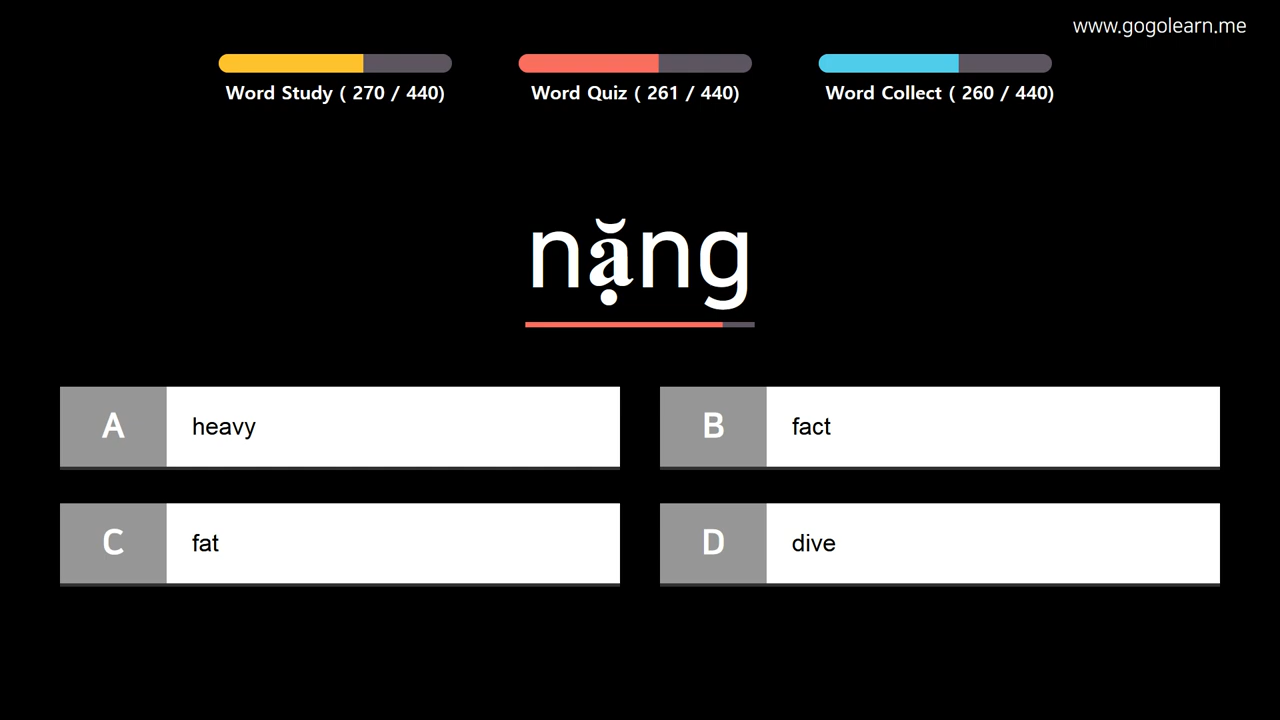 www.gogolearn.me
Word Study ( 270 / 440)
Word Quiz ( 261 / 440)
Word Collect ( 260 / 440)
nặng
A heavy
B fact
C fat
D dive